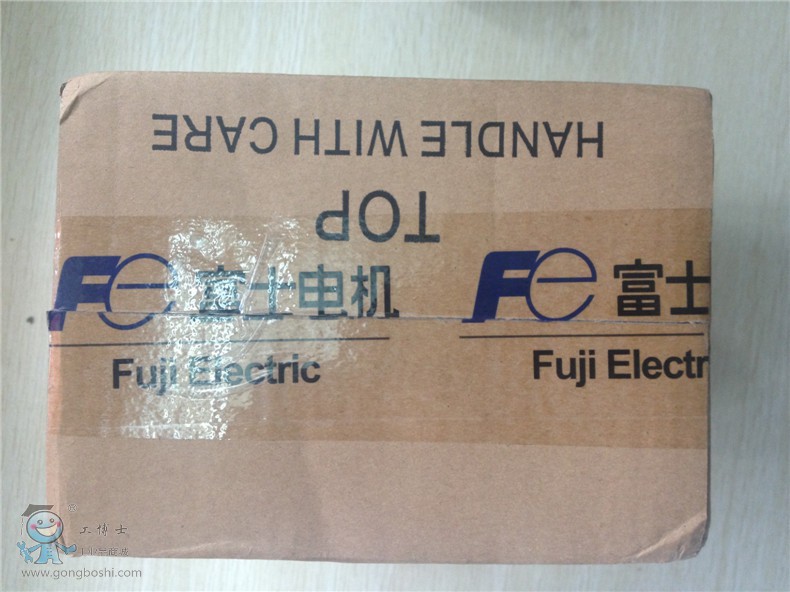 HANDLE WITH CARE
TOP
Fe 富士电机
Fe 富士
Fuji Electric
Fuji Electr
®
工博士
www.gongboshi.com